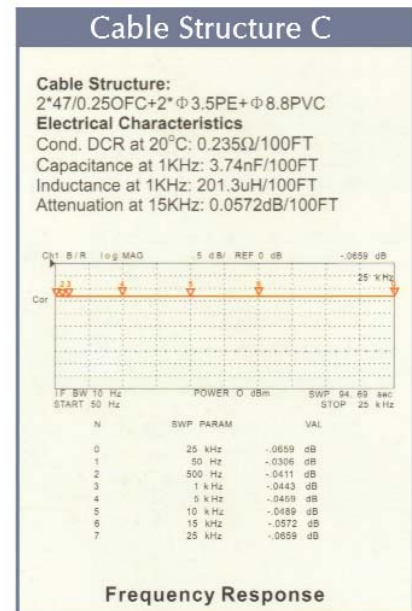 Cable Structure C
Cable Structure:
2*47/0.25OFC+2*Φ3.5PE+Φ8.8PVC
Electrical Characteristics
Cond. DCR at 20°C: 0.235Ω/100FT
Capacitance at 1KHz: 3.74nF/100FT
Inductance at 1KHz: 201.3uH/100FT
Attenuation at 15KHz: 0.0572dB/100FT
Ch1 B/R log MAG .5 dB/ REF 0 dB -.0659 dB
25 kHz
2 3 4 5 6
Cor
IF BW 10 Hz POWER 0 dBm SWP 94.69 sec
START 50 Hz STOP 25 kHz
N SWP PARAM VAL
0 25 kHz -.0659 dB
1 50 Hz -.0306 dB
2 500 Hz -.0411 dB
3 1 kHz -.0443 dB
4 5 kHz -.0459 dB
5 10 kHz -.0489 dB
6 15 kHz -.0572 dB
7 25 kHz -.0659 dB
Frequency Response